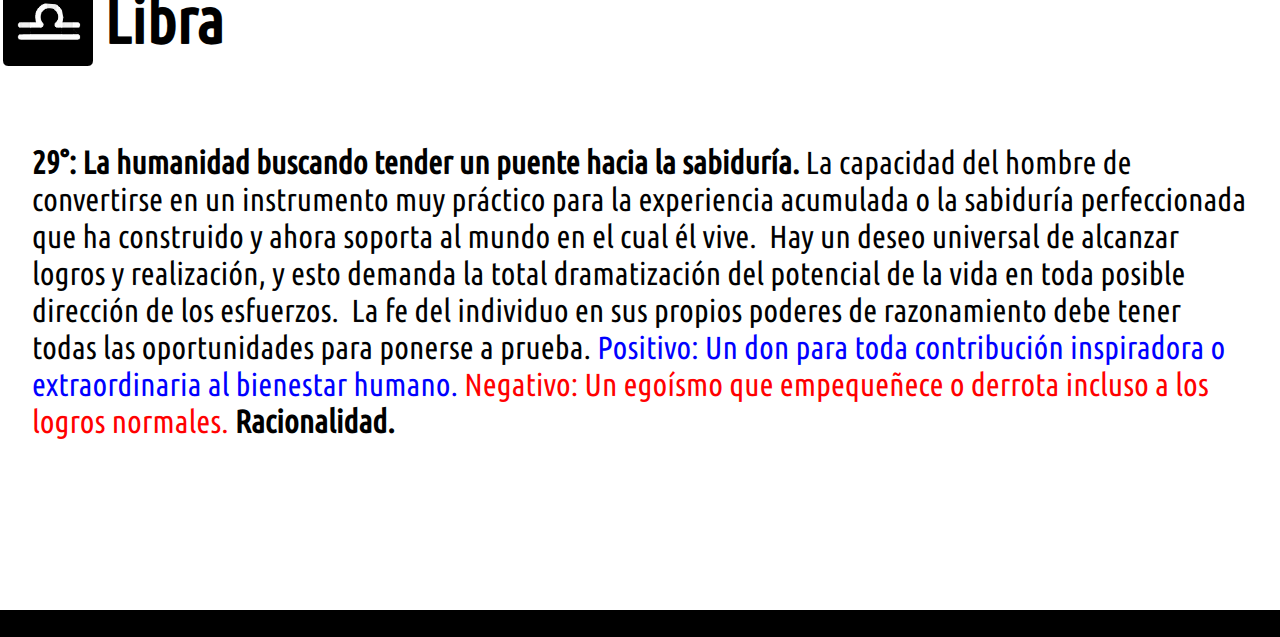 Libra
29°: La humanidad buscando tender un puente hacia la sabiduría. La capacidad del hombre de
convertirse en un instrumento muy práctico para la experiencia acumulada o la sabiduría perfeccionada
que ha construido y ahora soporta al mundo en el cual él vive.  Hay un deseo universal de alcanzar
logros y realización, y esto demanda la total dramatización del potencial de la vida en toda posible
dirección de los esfuerzos.  La fe del individuo en sus propios poderes de razonamiento debe tener
todas las oportunidades para ponerse a prueba. Positivo: Un don para toda contribución inspiradora o
extraordinaria al bienestar humano. Negativo: Un egoísmo que empequeñece o derrota incluso a los
logros normales. Racionalidad.